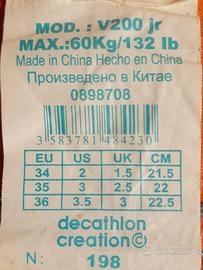 MOD. : V200 jr
MAX.:60Kg/132 lb
Made in China Hecho en China
Произведено в Китае
0898708
3 583781 484230
EU US UK CM
34 2 1.5 21.5
35 3 2.5 22
36 3.5 3 22.5
decathlon
creation©
N: 198
subito